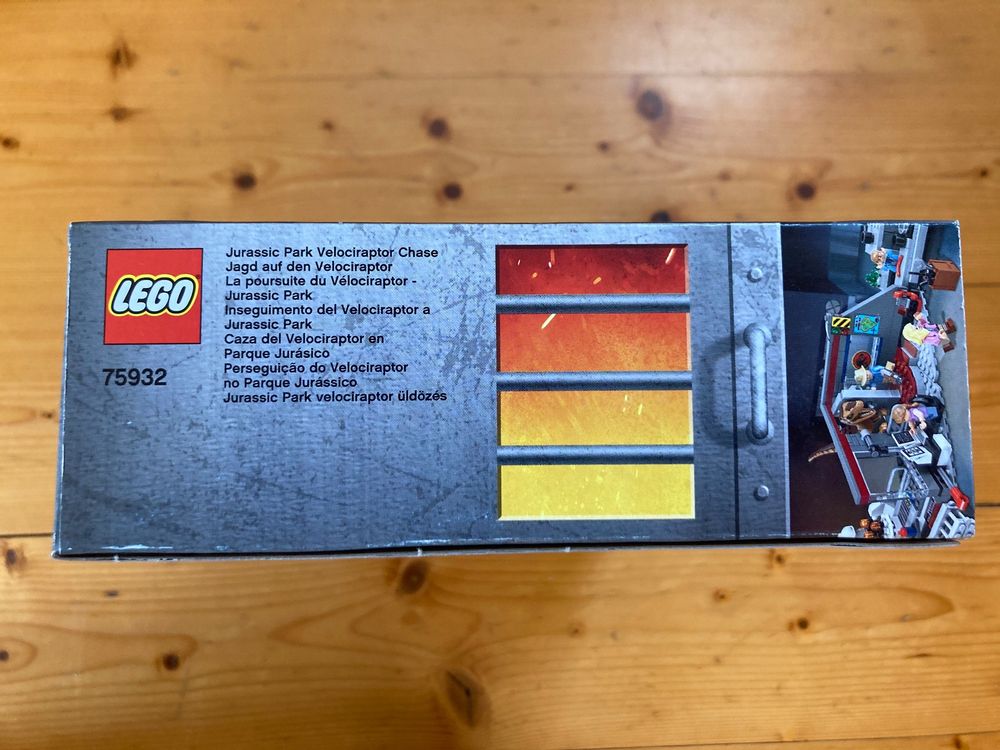 LEGO
75932
Jurassic Park Velociraptor Chase
Jagd auf den Velociraptor
La poursuite du Vélociraptor -
Jurassic Park
Inseguimento del Velociraptor a
Jurassic Park
Caza del Velociraptor en
Parque Jurásico
Perseguição do Velociraptor
no Parque Jurássico
Jurassic Park velociraptor üldözés